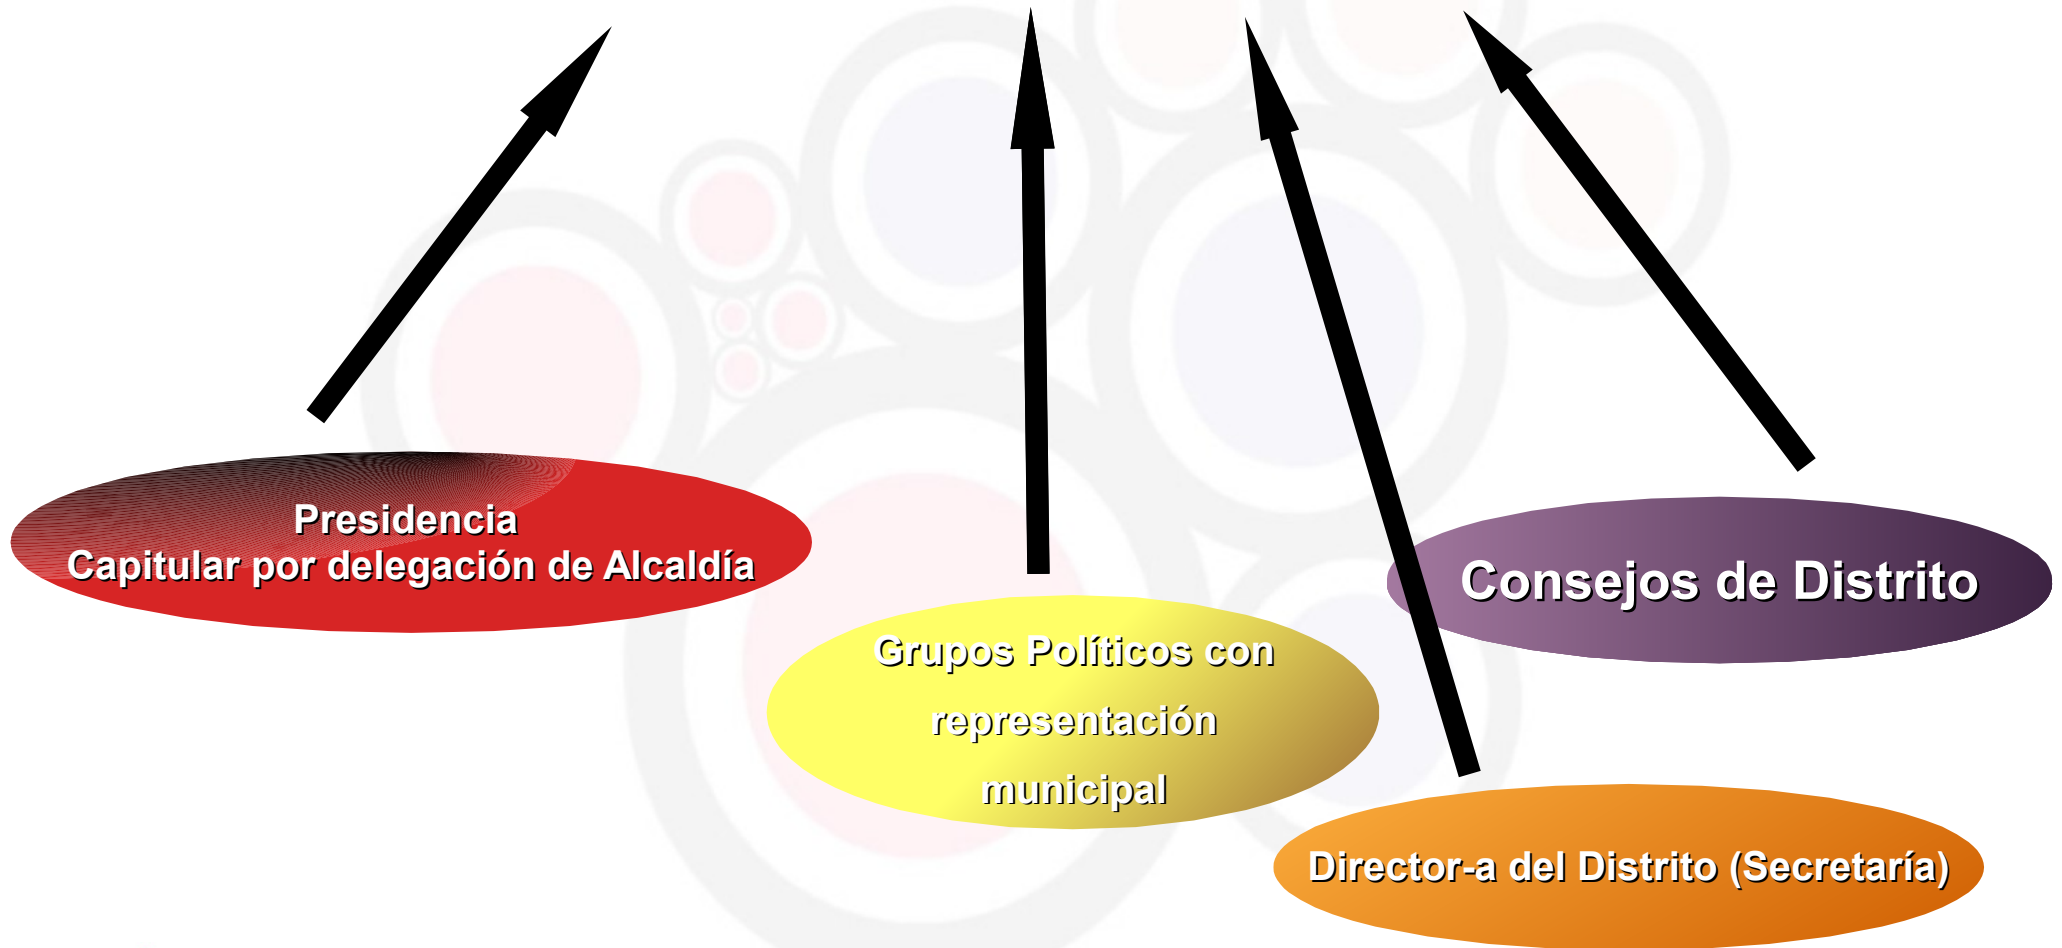 Presidencia
Capitular por delegación de Alcaldía
Grupos Políticos con
representación
municipal
Consejos de Distrito
Director-a del Distrito (Secretaría)